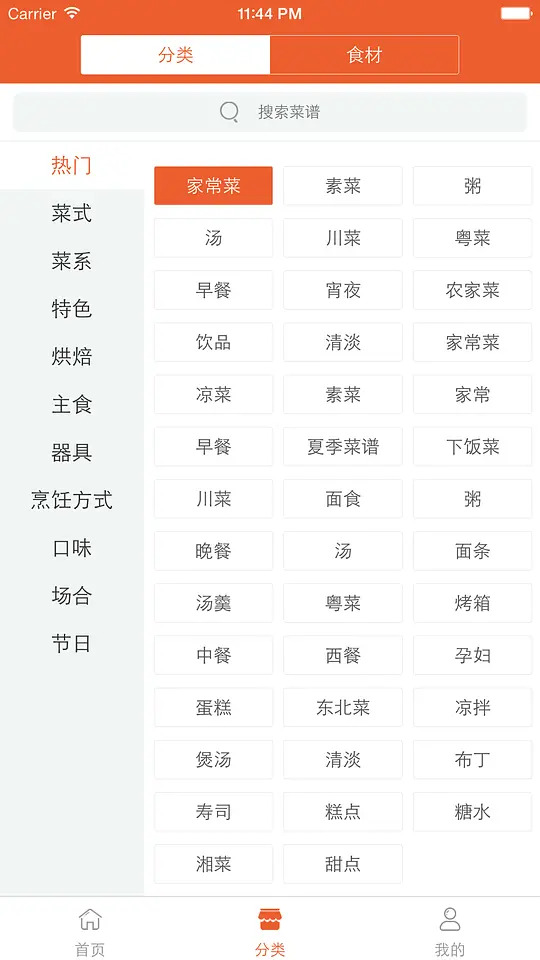 Carrier 11:44 PM
分类 食材
搜索菜谱
热门
菜式
菜系
特色
烘焙
主食
器具
烹饪方式
口味
场合
节日
家常菜 素菜 粥
汤 川菜 粤菜
早餐 宵夜 农家菜
饮品 清淡 家常菜
凉菜 素菜 家常
早餐 夏季菜谱 下饭菜
川菜 面食 粥
晚餐 汤 面条
汤羹 粤菜 烤箱
中餐 西餐 孕妇
蛋糕 东北菜 凉拌
煲汤 清淡 布丁
寿司 糕点 糖水
湘菜 甜点
首页 分类 我的